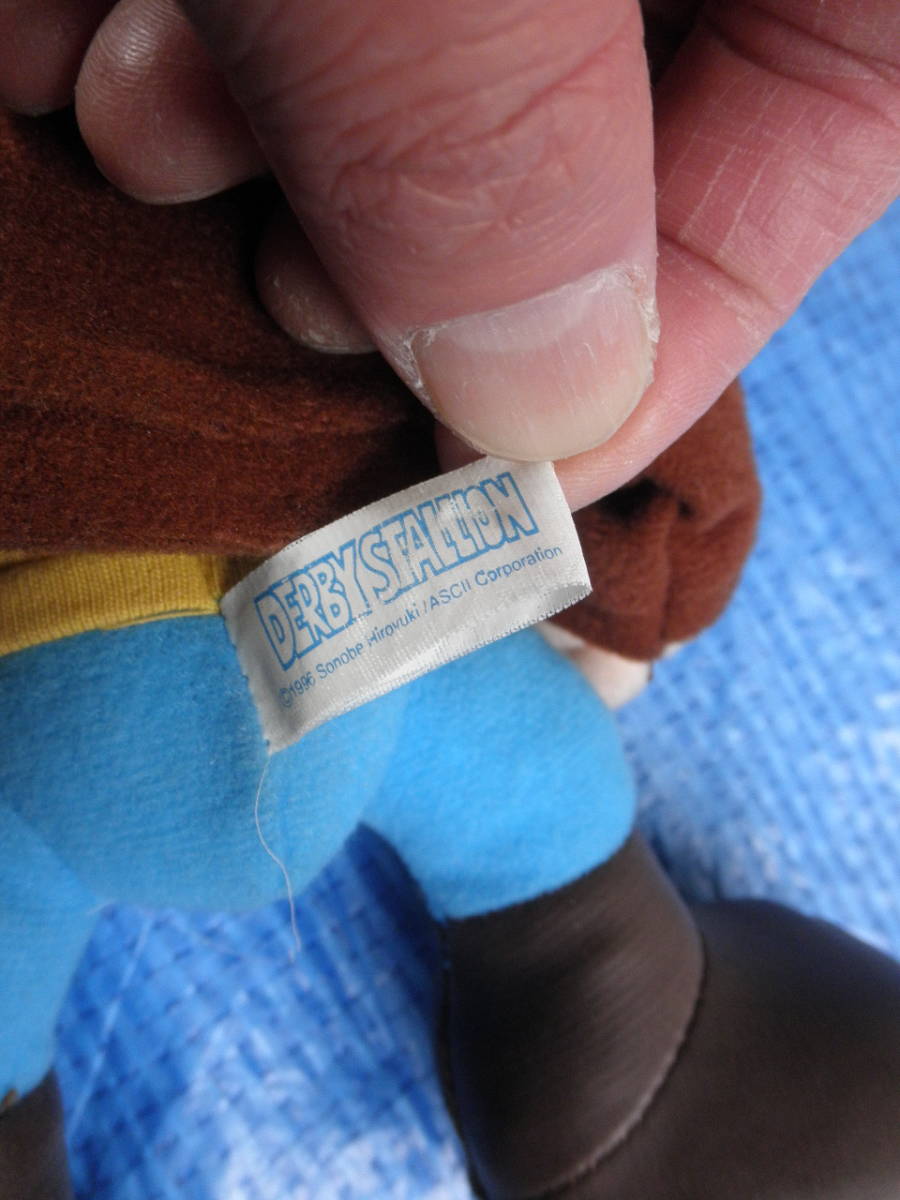 DERBY STALLION
©1996 Sonobe Hiroyuki / ASCII Corporation